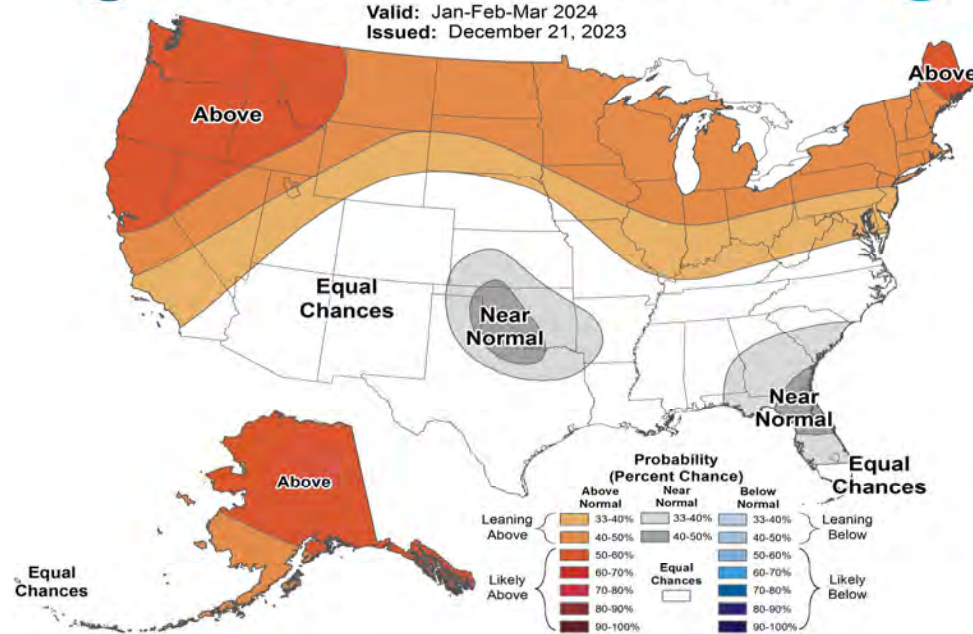 Valid: Jan-Feb-Mar 2024
Issued: December 21, 2023
Above
Above
Equal
Chances
Near
Normal
Near
Normal
Equal
Chances
Above
Equal
Chances
Probability
(Percent Chance)
Above
Normal
Near
Normal
Below
Normal
Leaning
Above
33-40%
40-50%
33-40%
40-50%
33-40%
40-50%
Leaning
Below
Likely
Above
50-60%
60-70%
70-80%
80-90%
90-100%
Equal
Chances
50-60%
60-70%
70-80%
80-90%
90-100%
Likely
Below